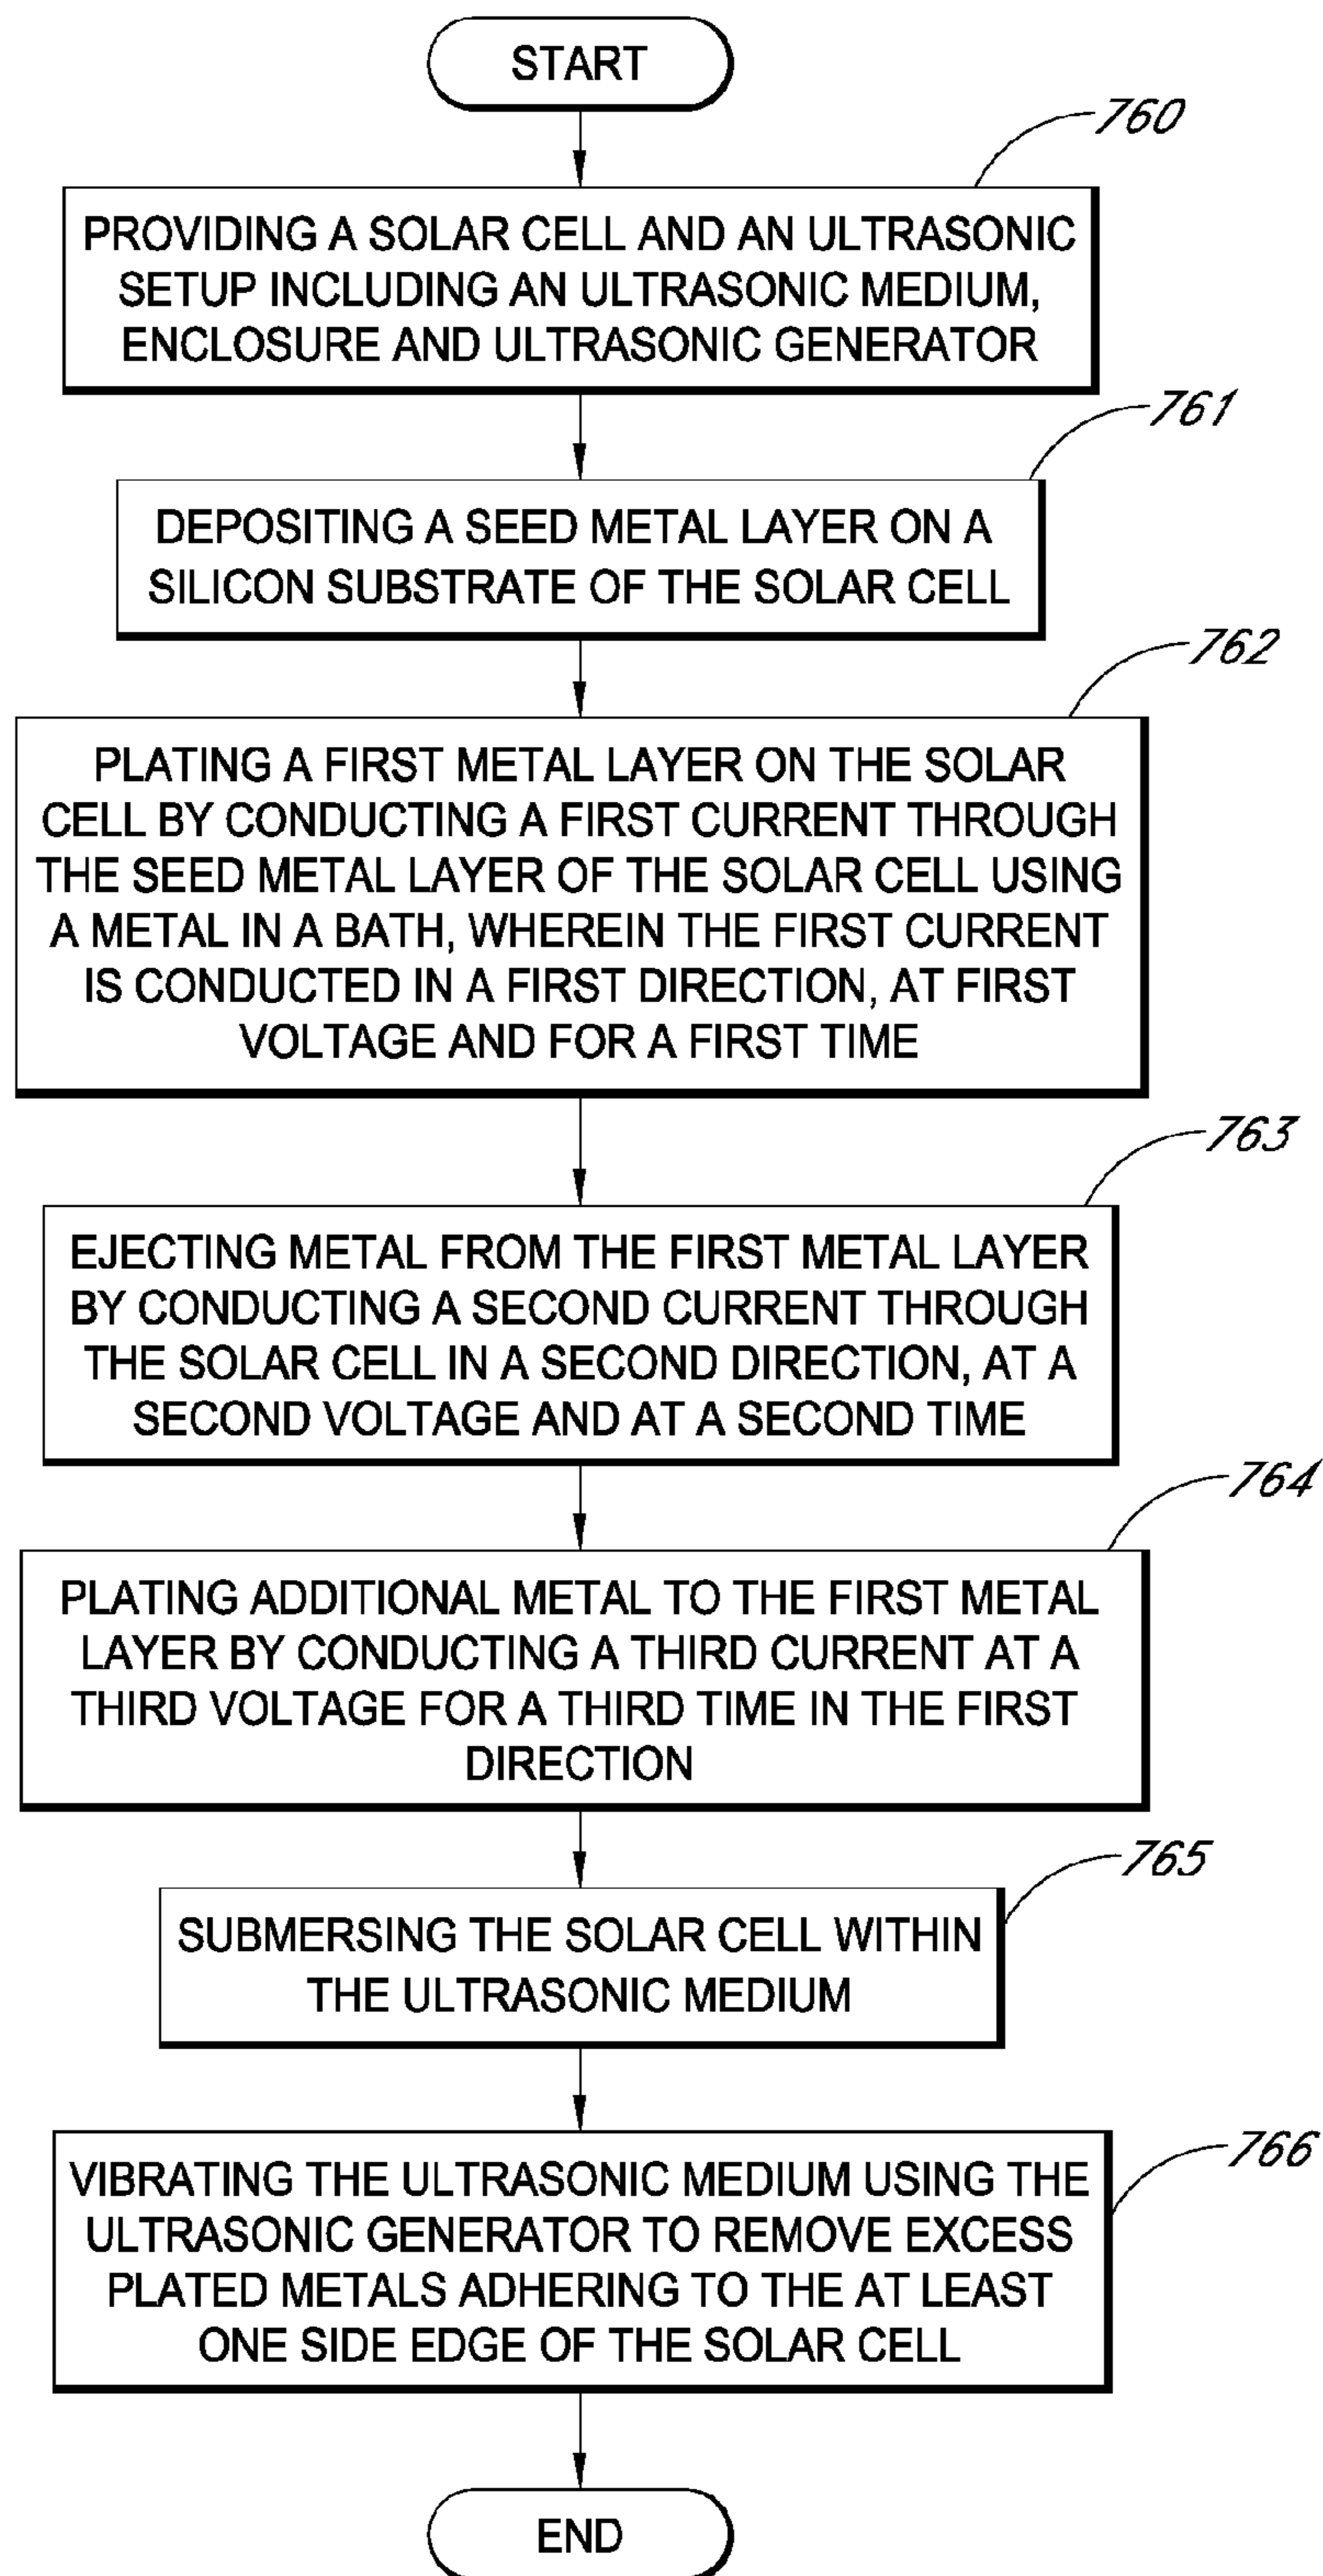 START
760
PROVIDING A SOLAR CELL AND AN ULTRASONIC
SETUP INCLUDING AN ULTRASONIC MEDIUM,
ENCLOSURE AND ULTRASONIC GENERATOR
761
DEPOSITING A SEED METAL LAYER ON A
SILICON SUBSTRATE OF THE SOLAR CELL
762
PLATING A FIRST METAL LAYER ON THE SOLAR
CELL BY CONDUCTING A FIRST CURRENT THROUGH
THE SEED METAL LAYER OF THE SOLAR CELL USING
A METAL IN A BATH, WHEREIN THE FIRST CURRENT
IS CONDUCTED IN A FIRST DIRECTION, AT FIRST
VOLTAGE AND FOR A FIRST TIME
763
EJECTING METAL FROM THE FIRST METAL LAYER
BY CONDUCTING A SECOND CURRENT THROUGH
THE SOLAR CELL IN A SECOND DIRECTION, AT A
SECOND VOLTAGE AND AT A SECOND TIME
764
PLATING ADDITIONAL METAL TO THE FIRST METAL
LAYER BY CONDUCTING A THIRD CURRENT AT A
THIRD VOLTAGE FOR A THIRD TIME IN THE FIRST
DIRECTION
765
SUBMERSING THE SOLAR CELL WITHIN
THE ULTRASONIC MEDIUM
766
VIBRATING THE ULTRASONIC MEDIUM USING THE
ULTRASONIC GENERATOR TO REMOVE EXCESS
PLATED METALS ADHERING TO THE AT LEAST
ONE SIDE EDGE OF THE SOLAR CELL
END